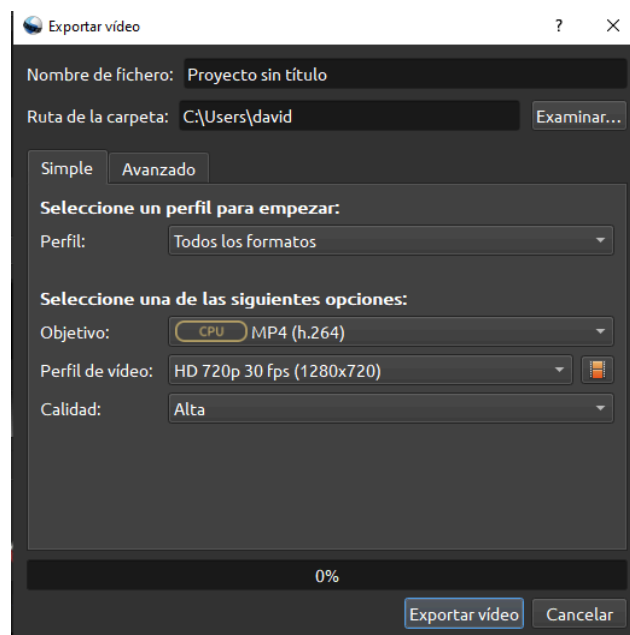 Exportar vídeo ? ×
Nombre de fichero: Proyecto sin título
Ruta de la carpeta: C:\Users\david Examinar...
Simple Avanzado
Seleccione un perfil para empezar:
Perfil: Todos los formatos
Seleccione una de las siguientes opciones:
Objetivo: CPU MP4 (h.264)
Perfil de vídeo: HD 720p 30 fps (1280x720)
Calidad: Alta
0%
Exportar vídeo Cancelar